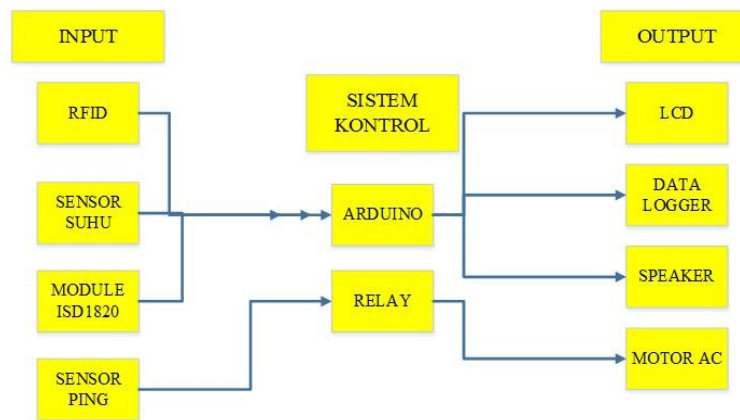 INPUT
OUTPUT
RFID
SISTEM
KONTROL
LCD
SENSOR
SUHU
ARDUINO
DATA
LOGGER
MODULE
ISD1820
RELAY
SPEAKER
SENSOR
PING
MOTOR AC